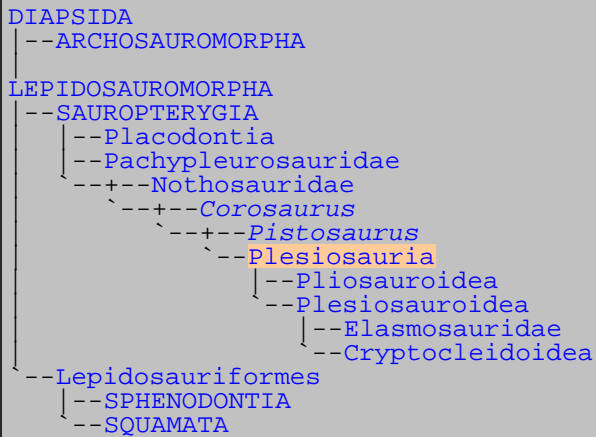 DIAPSIDA
|--ARCHOSAUROMORPHA
|
LEPIDOSAUROMORPHA
|--SAUROPTERYGIA
|  |--Placodontia
|  |--Pachypleurosauridae
|  `--+--Nothosauridae
|     `--+--Corosaurus
|        `--+--Pistosaurus
|           `--Plesiosauria
|              |--Pliosauroidea
|              `--Plesiosauroidea
|                 |--Elasmosauridae
|                 `--Cryptocleidoidea
`--Lepidosauriformes
   |--SPHENODONTIA
   `--SQUAMATA